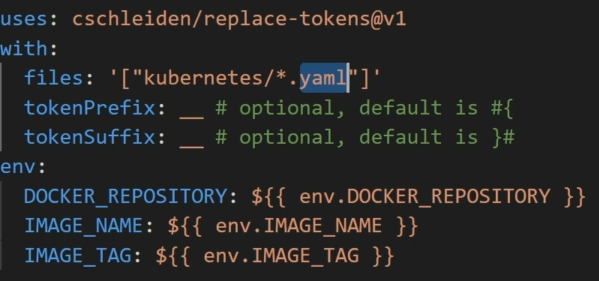 uses: cschleiden/replace-tokens@v1
with:
files: '["kubernetes/*.yaml"]'
tokenPrefix: __ # optional, default is #{
tokenSuffix: __ # optional, default is }#
env:
DOCKER_REPOSITORY: ${{ env.DOCKER_REPOSITORY }}
IMAGE_NAME: ${{ env.IMAGE_NAME }}
IMAGE_TAG: ${{ env.IMAGE_TAG }}